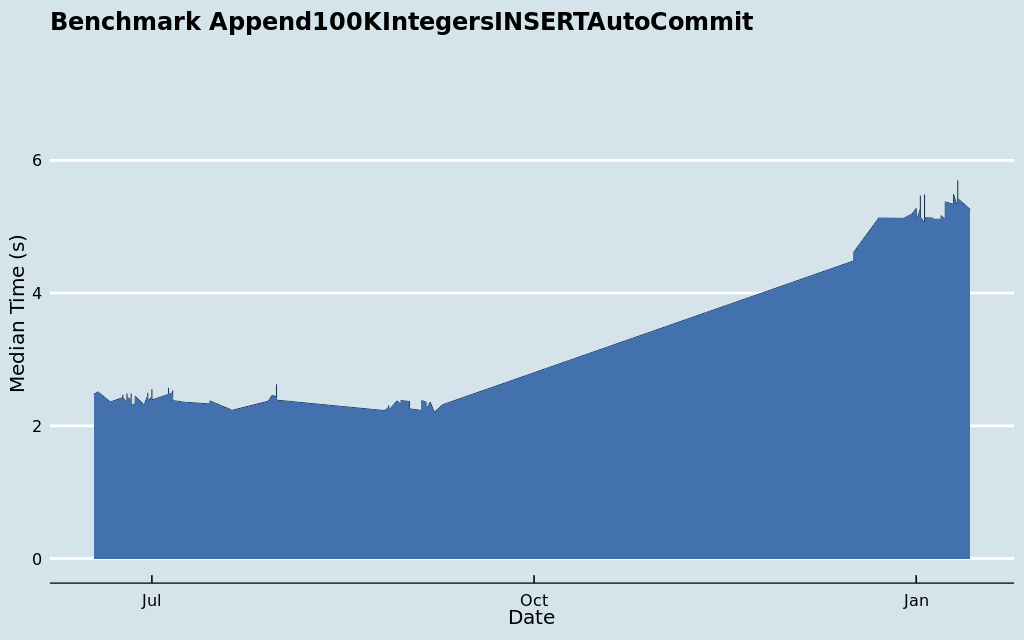 Benchmark Append100KIntegersINSERTAutoCommit
Median Time (s)
6
4
2
0
Jul
Oct
Jan
Date